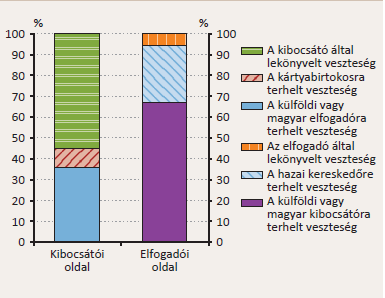 %
%
100
90
80
70
60
50
40
30
20
10
0
100
90
80
70
60
50
40
30
20
10
0
Kibocsátói
oldal
Elfogadói
oldal
A kibocsátó által
lekönyvelt veszteség
A kártyabirtokosra
terhelt veszteség
A külföldi vagy
magyar elfogadóra
terhelt veszteség
Az elfogadó által
lekönyvelt veszteség
A hazai kereskedőre
terhelt veszteség
A külföldi vagy
magyar kibocsátóra
terhelt veszteség